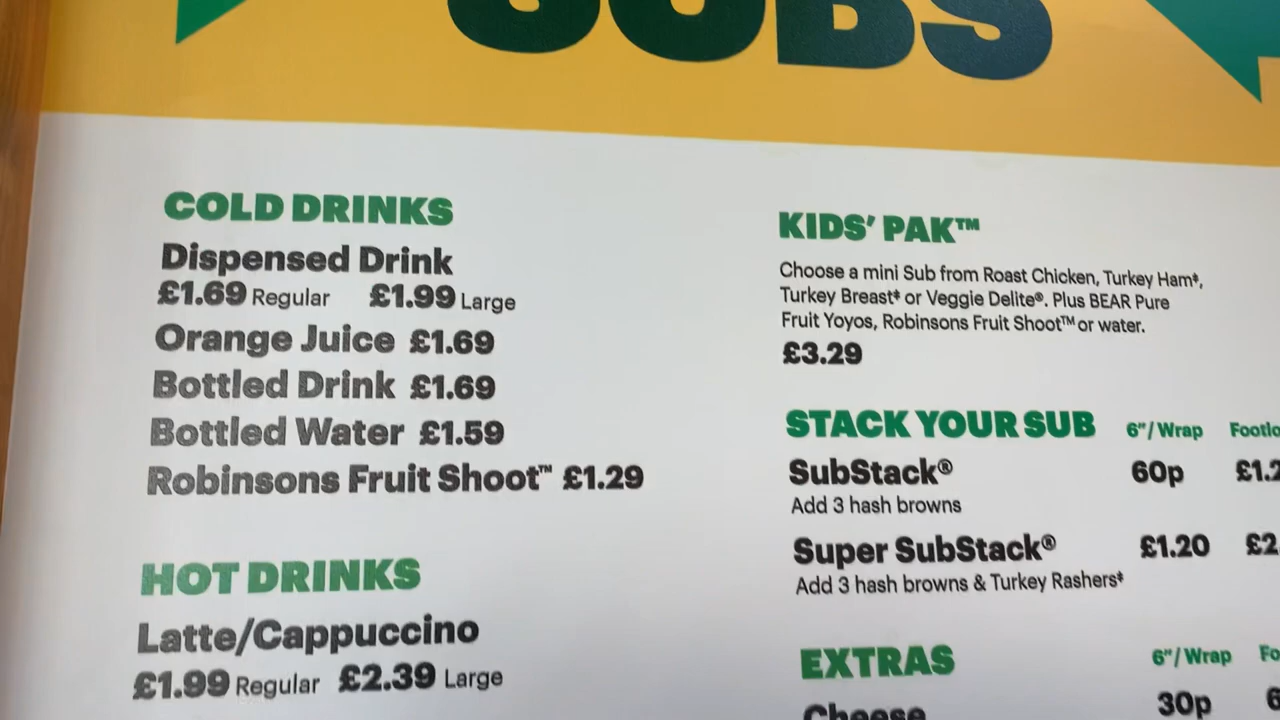 SUBS
COLD DRINKS
Dispensed Drink
£1.69 Regular £1.99 Large
Orange Juice £1.69
Bottled Drink £1.69
Bottled Water £1.59
Robinsons Fruit Shoot™ £1.29
HOT DRINKS
Latte/Cappuccino
£1.99 Regular £2.39 Large
KIDS' PAK™
Choose a mini Sub from Roast Chicken, Turkey Ham‡,
Turkey Breast‡ or Veggie Delite®. Plus BEAR Pure
Fruit Yoyos, Robinsons Fruit Shoot™ or water.
£3.29
STACK YOUR SUB 6"/Wrap
SubStack® 60p
Add 3 hash browns
Super SubStack® £1.20
Add 3 hash browns & Turkey Rashers‡
EXTRAS 6"/Wrap
Cheese 30p